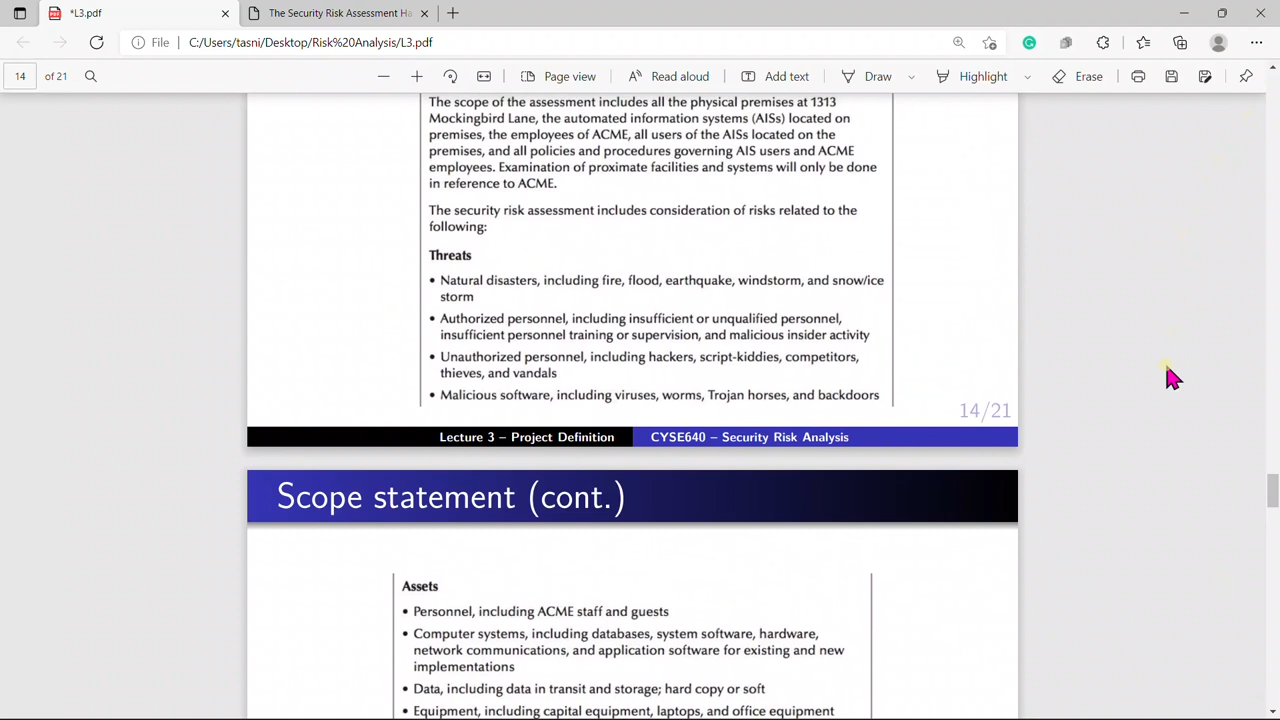 *L3.pdf
The Security Risk Assessment Ha
File
C:/Users/tasni/Desktop/Risk%20Analysis/L3.pdf
14
of 21
Page view
Read aloud
Add text
Draw
Highlight
Erase
The scope of the assessment includes all the physical premises at 1313
Mockingbird Lane, the automated information systems (AISs) located on
premises, the employees of ACME, all users of the AISs located on the
premises, and all policies and procedures governing AIS users and ACME
employees. Examination of proximate facilities and systems will only be done
in reference to ACME.
The security risk assessment includes consideration of risks related to the
following:
Threats
• Natural disasters, including fire, flood, earthquake, windstorm, and snow/ice
storm
• Authorized personnel, including insufficient or unqualified personnel,
insufficient personnel training or supervision, and malicious insider activity
• Unauthorized personnel, including hackers, script-kiddies, competitors,
thieves, and vandals
• Malicious software, including viruses, worms, Trojan horses, and backdoors
14/21
Lecture 3 – Project Definition
CYSE640 – Security Risk Analysis
Scope statement (cont.)
Assets
• Personnel, including ACME staff and guests
• Computer systems, including databases, system software, hardware,
network communications, and application software for existing and new
implementations
• Data, including data in transit and storage; hard copy or soft
• Equipment, including capital equipment, laptops, and office equipment